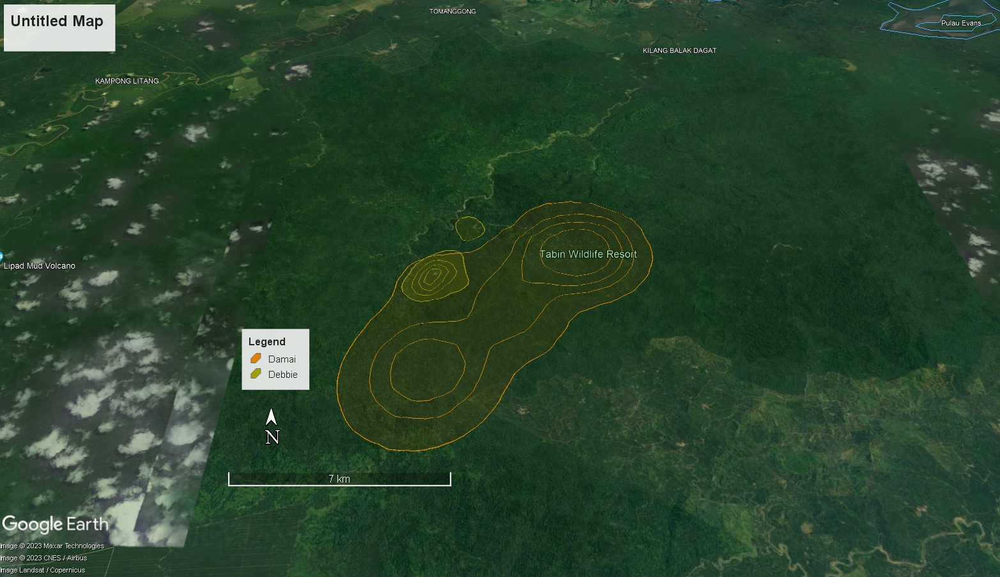 Untitled Map
TOMANGGONG
Pulau Evans
KILANG BALAK DAGAT
KAMPONG LITANG
Tabin Wildlife Resort
Lipad Mud Volcano
Legend
Damai
Debbie
N
7 km
Google Earth
Image © 2023 Maxar Technologies
Image © 2023 CNES / Airbus
Image Landsat / Copernicus